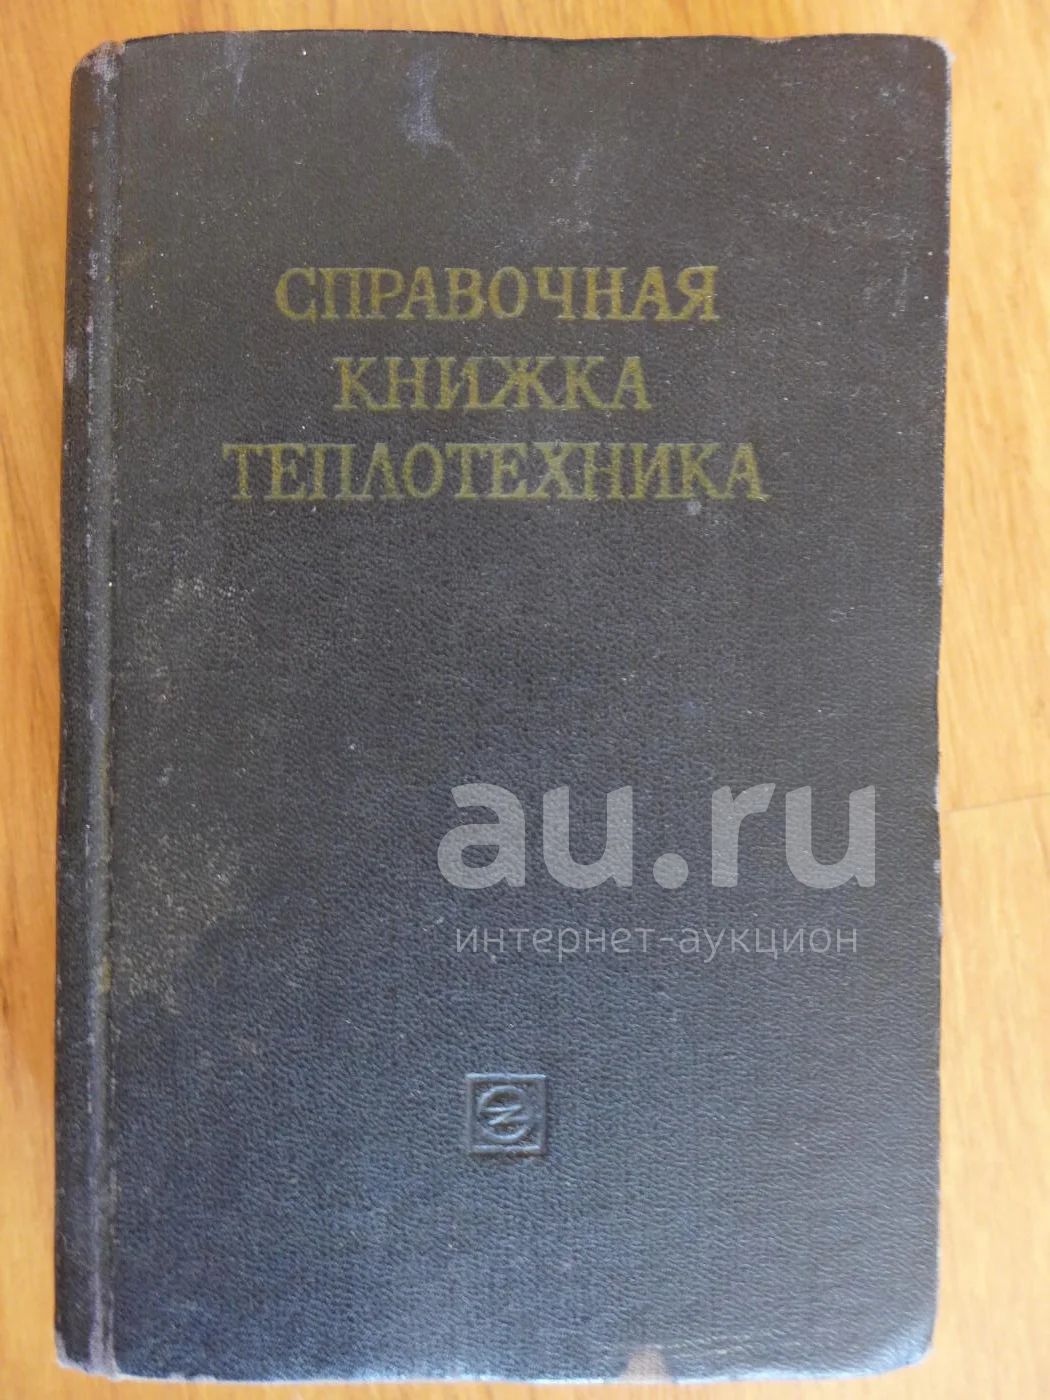 СПРАВОЧНАЯ
КНИЖКА
ТЕПЛОТЕХНИКА
au.ru
интернет-аукцион